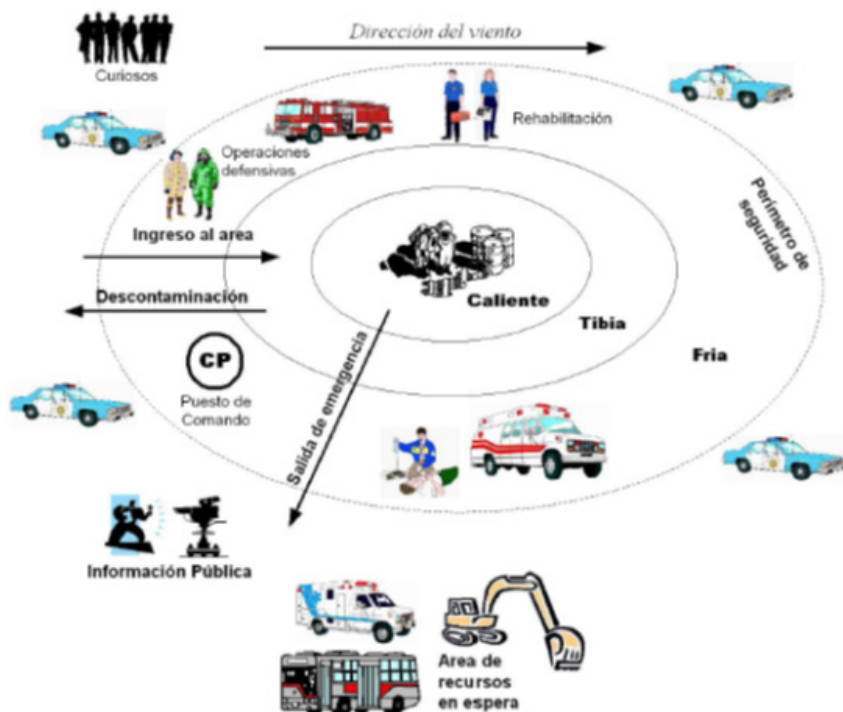 Dirección del viento
Curiosos
Rehabilitación
Operaciones
defensivas
Perímetro de
seguridad
Ingreso al area
Descontaminación
Caliente
Tibia
Fria
CP
Puesto de
Comando
Salida de emergencia
Información Pública
Area de
recursos
en espera